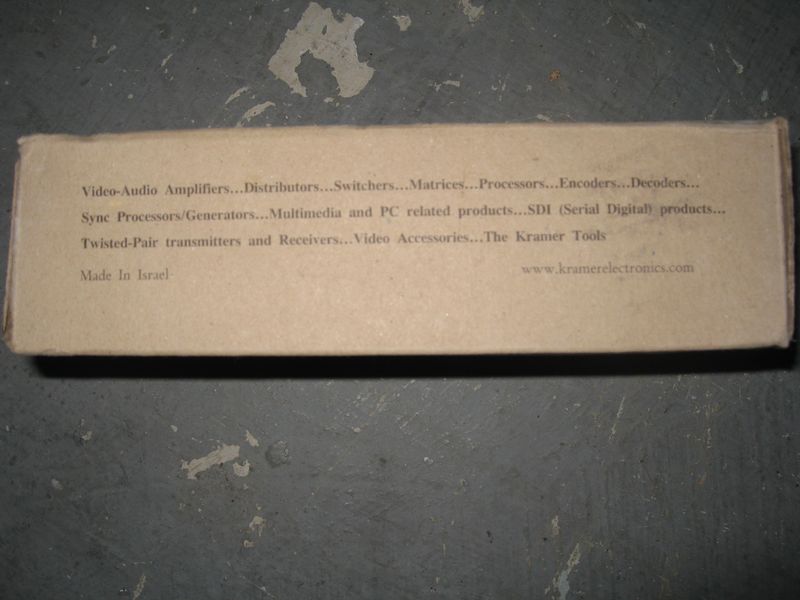 Video-Audio Amplifiers...Distributors...Switchers...Matrices...Processors...Encoders...Decoders...
Sync Processors/Generators...Multimedia and PC related products...SDI (Serial Digital) products...
Twisted-Pair transmitters and Receivers...Video Accessories...The Kramer Tools
Made In Israel
www.kramerelectronics.com